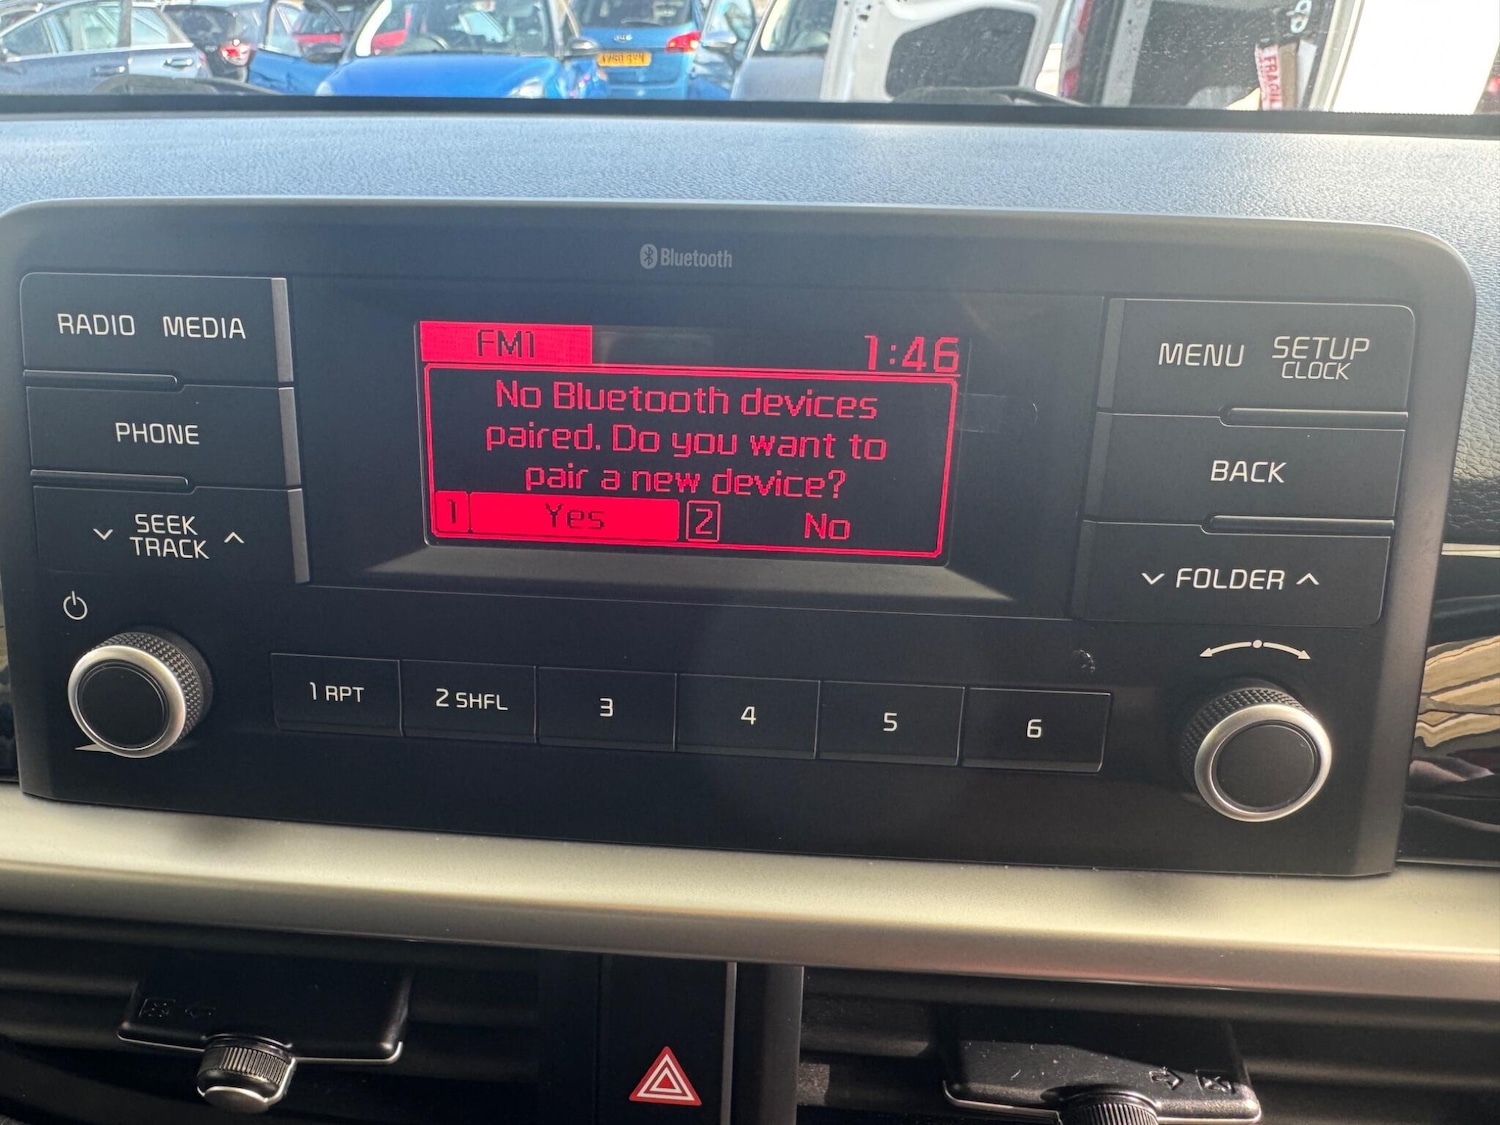 FRAGIL
Bluetooth
RADIO MEDIA
PHONE
SEEK
TRACK
FM1 1:46
No Bluetooth devices
paired. Do you want to
pair a new device?
1 Yes 2 No
MENU SETUP
CLOCK
BACK
FOLDER
1 RPT 2 SHFL 3 4 5 6